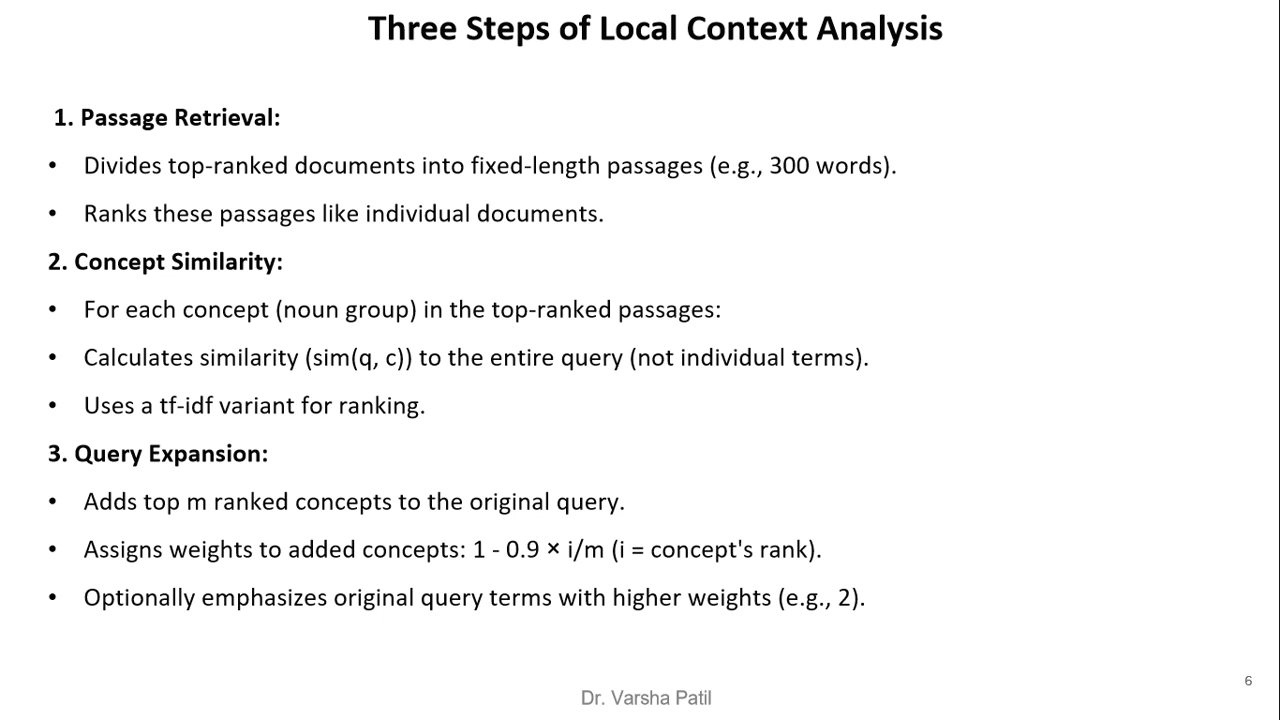 Three Steps of Local Context Analysis
1. Passage Retrieval:
• Divides top-ranked documents into fixed-length passages (e.g., 300 words).
• Ranks these passages like individual documents.
2. Concept Similarity:
• For each concept (noun group) in the top-ranked passages:
• Calculates similarity (sim(q, c)) to the entire query (not individual terms).
• Uses a tf-idf variant for ranking.
3. Query Expansion:
• Adds top m ranked concepts to the original query.
• Assigns weights to added concepts: 1 - 0.9 × i/m (i = concept's rank).
• Optionally emphasizes original query terms with higher weights (e.g., 2).
6
Dr. Varsha Patil